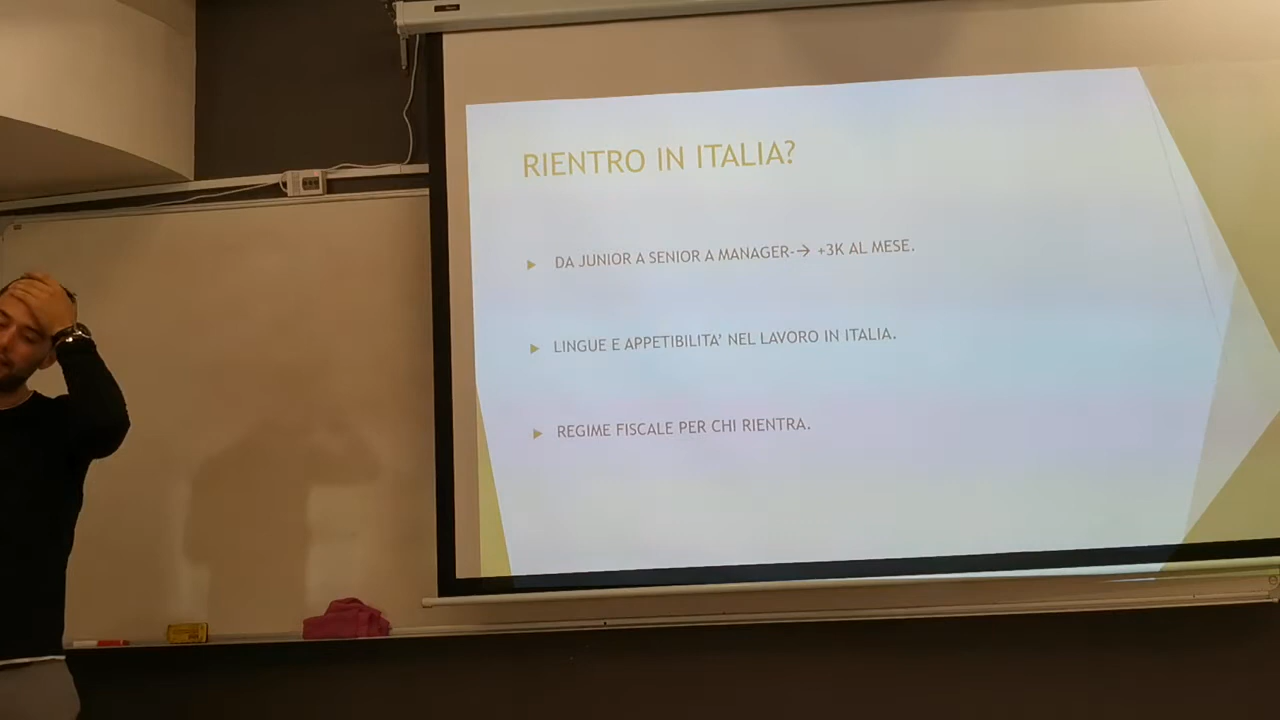 RIENTRO IN ITALIA?
DA JUNIOR A SENIOR A MANAGER-→ +3K AL MESE.
LINGUE E APPETIBILITA' NEL LAVORO IN ITALIA.
REGIME FISCALE PER CHI RIENTRA.